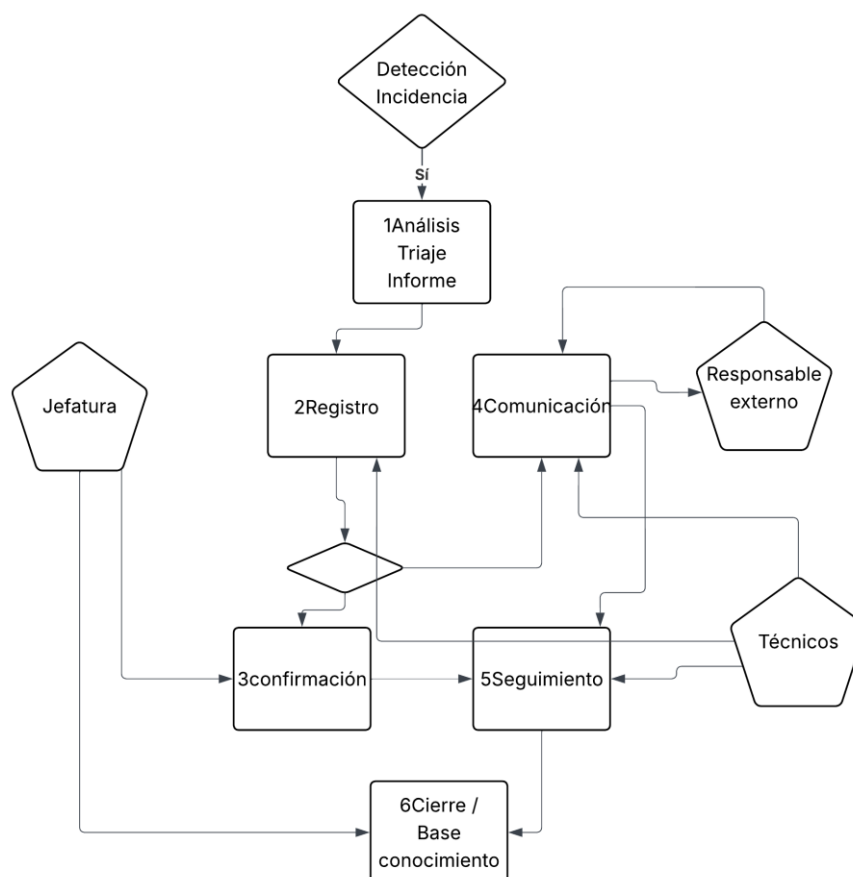 Detección
Incidencia
Sí
1Análisis
Triaje
Informe
Jefatura
2Registro
4Comunicación
Responsable
externo
3confirmación
5Seguimiento
Técnicos
6Cierre /
Base
conocimiento